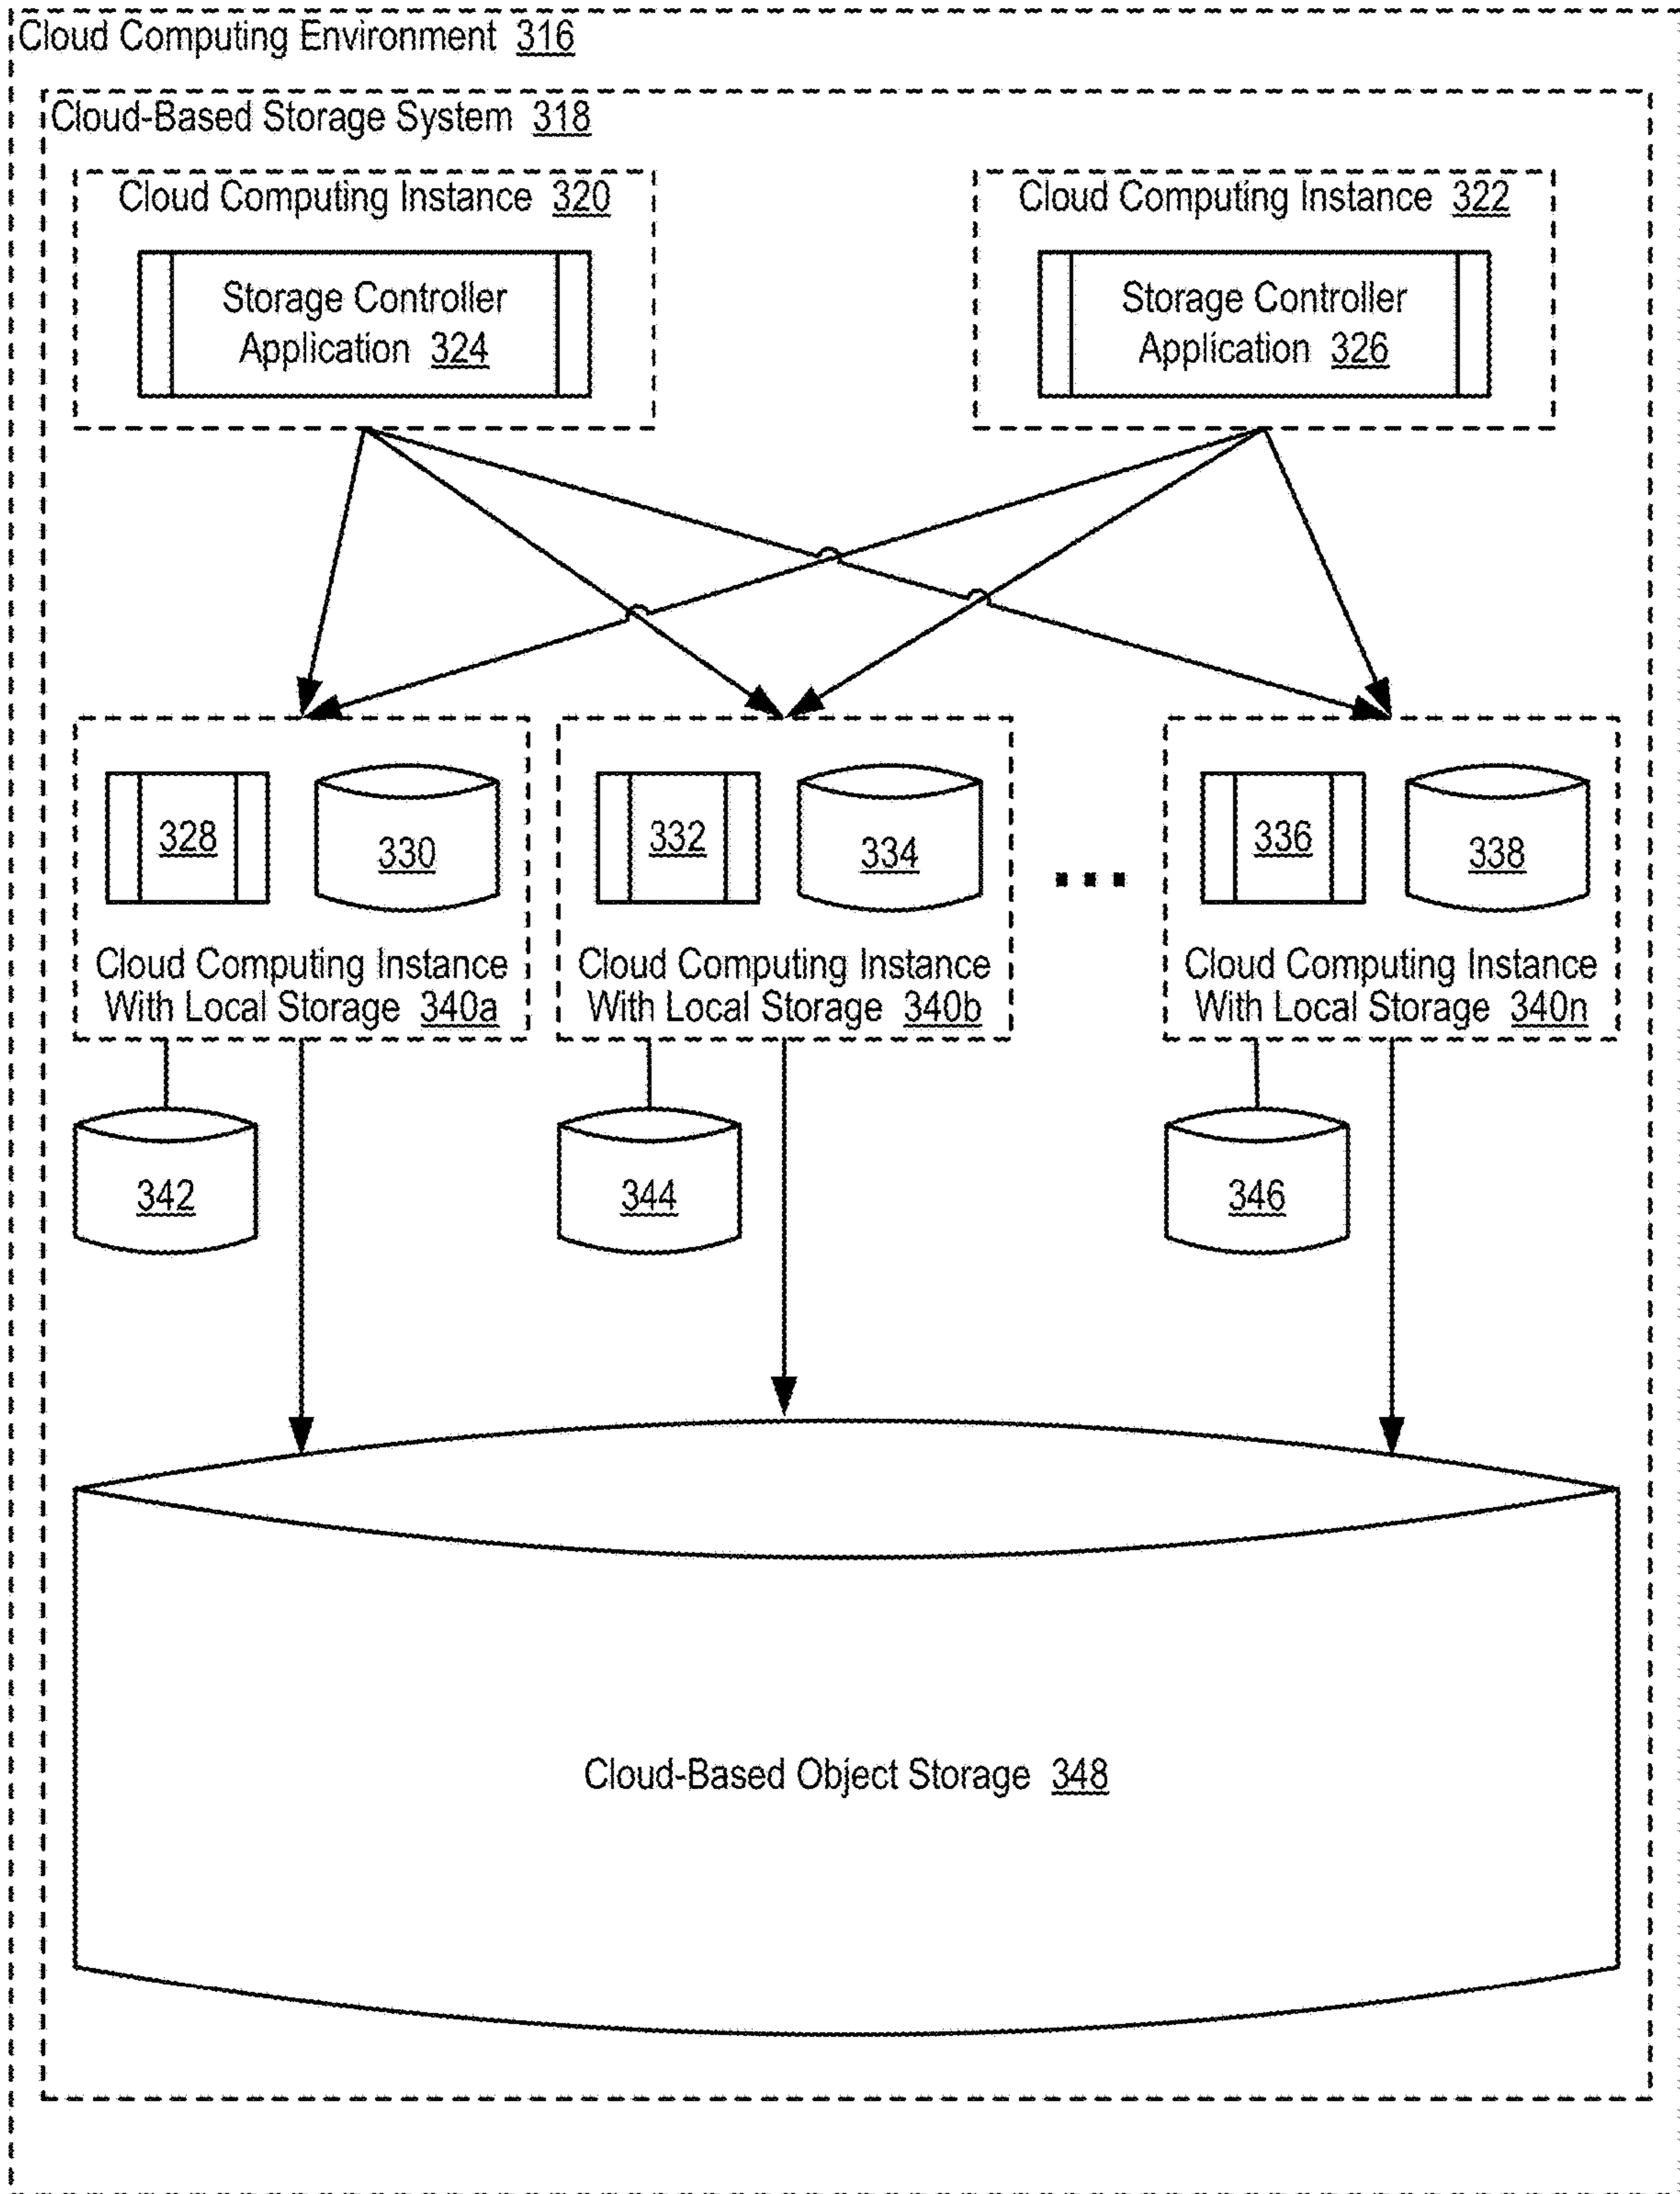 Cloud Computing Environment 316
Cloud-Based Storage System 318
Cloud Computing Instance 320
Storage Controller
Application 324
Cloud Computing Instance 322
Storage Controller
Application 326
328
330
Cloud Computing Instance
With Local Storage 340a
332
334
Cloud Computing Instance
With Local Storage 340b
...
336
338
Cloud Computing Instance
With Local Storage 340n
342
344
346
Cloud-Based Object Storage 348